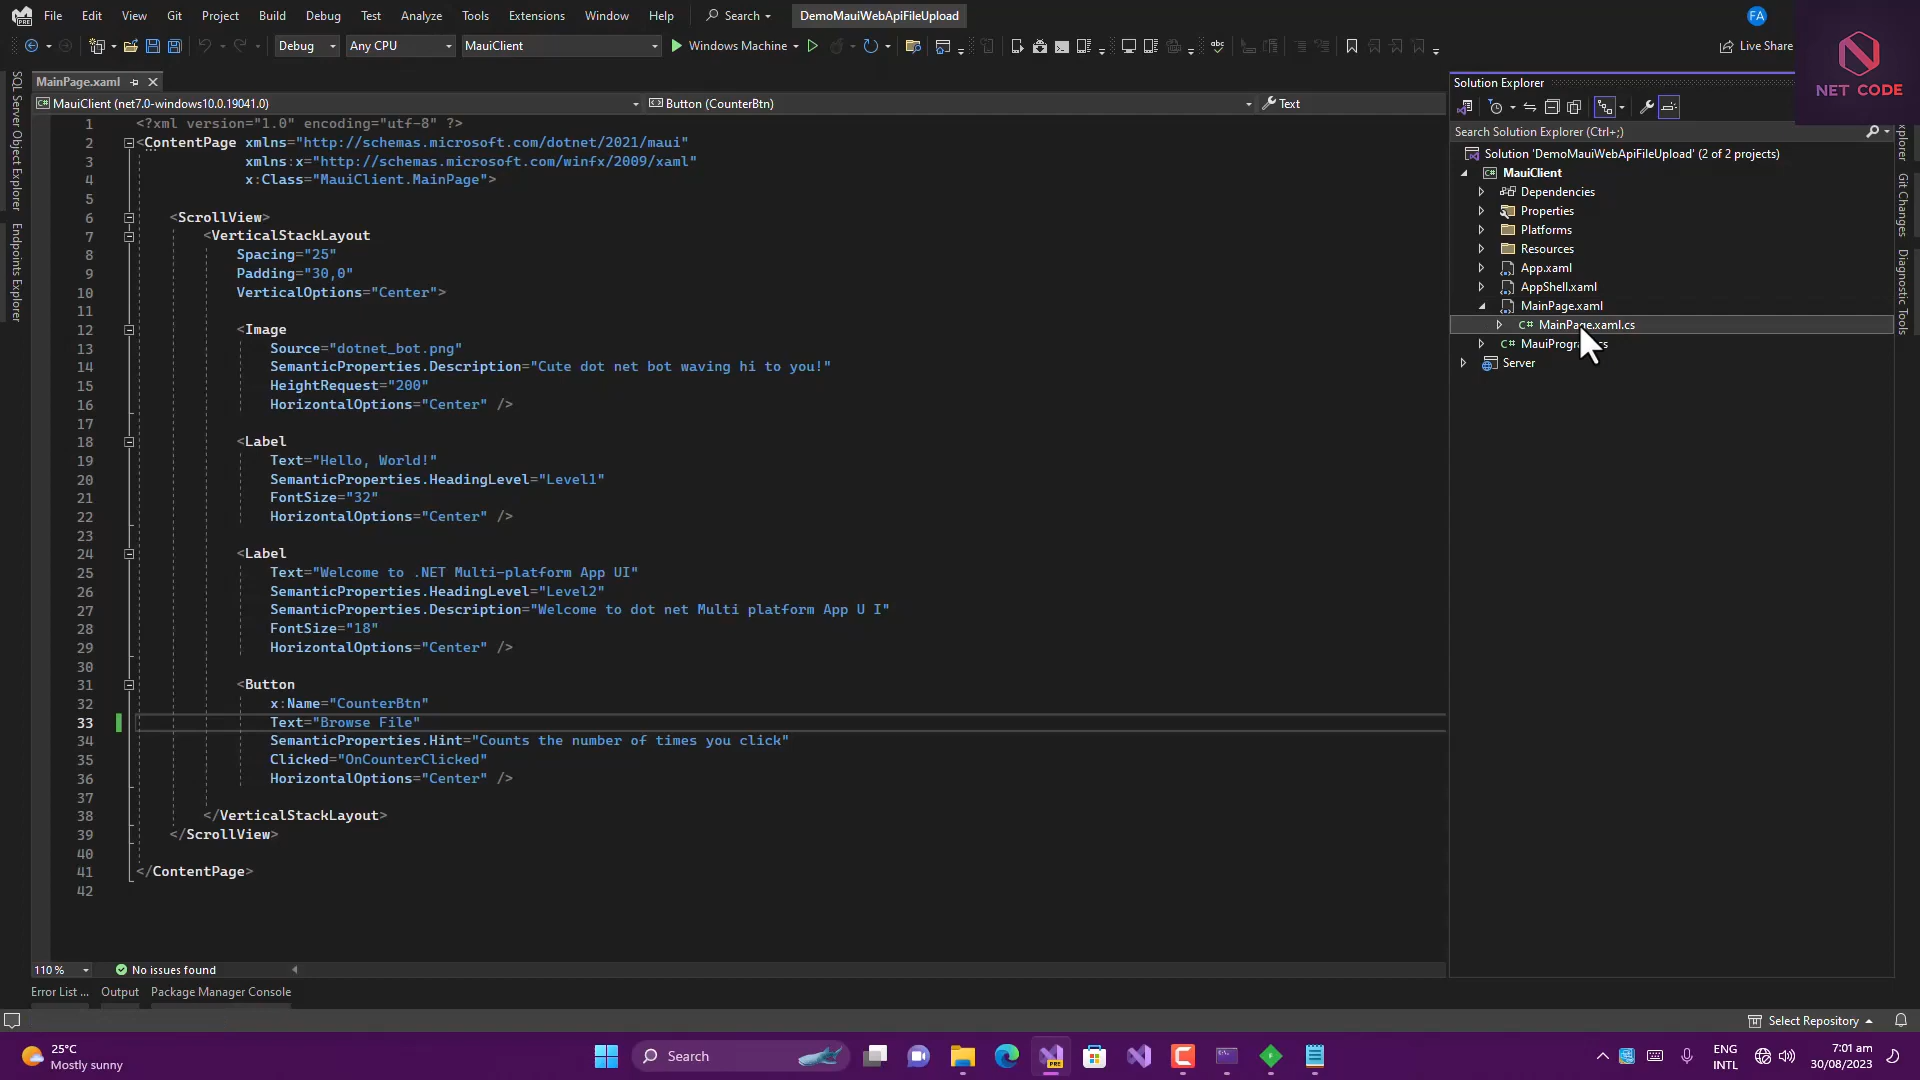 File Edit View Git Project Build Debug Test Analyze Tools Extensions Window Help Search DemoMauiWebApiFileUpload FA
Debug Any CPU MauiClient Windows Machine Live Share
NET CODE
MainPage.xaml
MauiClient (net7.0-windows10.0.19041.0) Button (CounterBtn) Text
1 <?xml version="1.0" encoding="utf-8" ?>
2 <ContentPage xmlns="http://schemas.microsoft.com/dotnet/2021/maui"
3 xmlns:x="http://schemas.microsoft.com/winfx/2009/xaml"
4 x:Class="MauiClient.MainPage">
5
6 <ScrollView>
7 <VerticalStackLayout
8 Spacing="25"
9 Padding="30,0"
10 VerticalOptions="Center">
11
12 <Image
13 Source="dotnet_bot.png"
14 SemanticProperties.Description="Cute dot net bot waving hi to you!"
15 HeightRequest="200"
16 HorizontalOptions="Center" />
17
18 <Label
19 Text="Hello, World!"
20 SemanticProperties.HeadingLevel="Level1"
21 FontSize="32"
22 HorizontalOptions="Center" />
23
24 <Label
25 Text="Welcome to .NET Multi-platform App UI"
26 SemanticProperties.HeadingLevel="Level2"
27 SemanticProperties.Description="Welcome to dot net Multi platform App U I"
28 FontSize="18"
29 HorizontalOptions="Center" />
30
31 <Button
32 x:Name="CounterBtn"
33 Text="Browse File"
34 SemanticProperties.Hint="Counts the number of times you click"
35 Clicked="OnCounterClicked"
36 HorizontalOptions="Center" />
37
38 </VerticalStackLayout>
39 </ScrollView>
40
41 </ContentPage>
42
SQL Server Object Explorer
Endpoints Explorer
Solution Explorer
Search Solution Explorer (Ctrl+;)
Solution 'DemoMauiWebApiFileUpload' (2 of 2 projects)
MauiClient
Dependencies
Properties
Platforms
Resources
App.xaml
AppShell.xaml
MainPage.xaml
C# MainPage.xaml.cs
C#
Server
Git Changes
Diagnostic Tools
110 % No issues found
Error List ... Output Package Manager Console
Select Repository
25°C
Mostly sunny
Search
ENG
INTL
7:01 am
30/08/2023